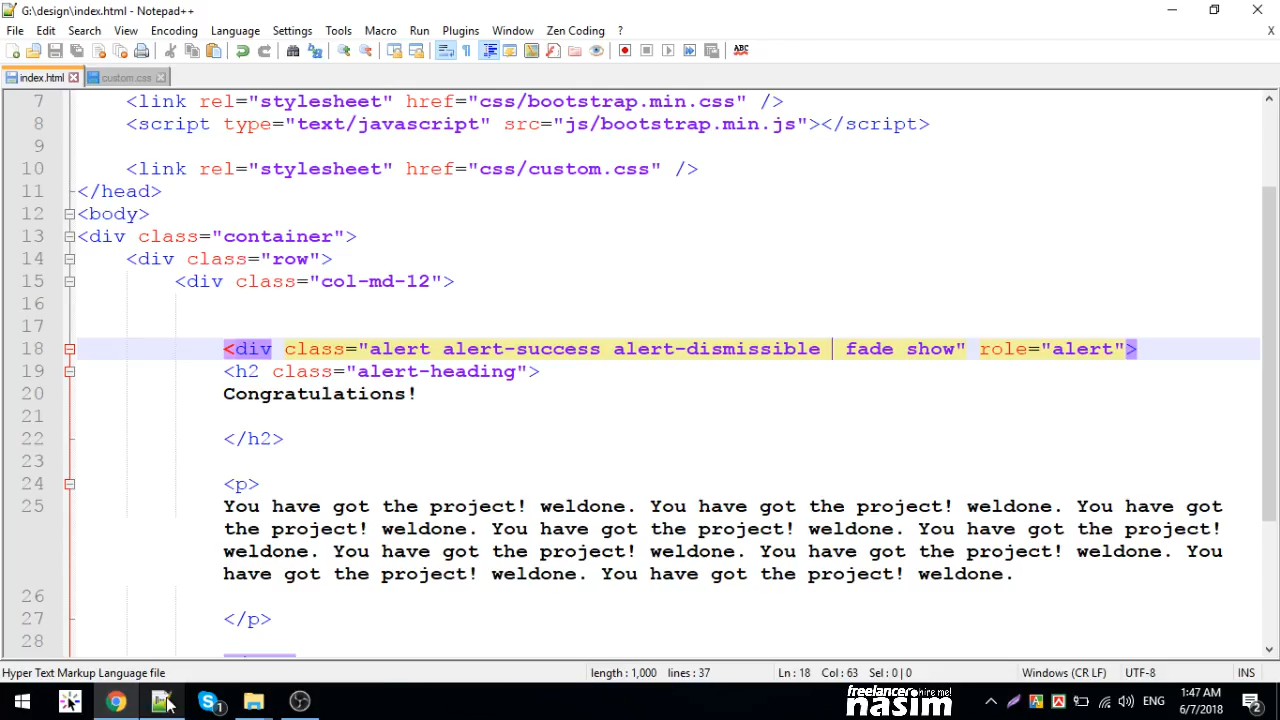 G:\design\index.html - Notepad++
File Edit Search View Encoding Language Settings Tools Macro Run Plugins Window Zen Coding ? X
ABC
index.html custom.css
7 <link rel="stylesheet" href="css/bootstrap.min.css" />
8 <script type="text/javascript" src="js/bootstrap.min.js"></script>
9
10 <link rel="stylesheet" href="css/custom.css" />
11 </head>
12 <body>
13 <div class="container">
14 <div class="row">
15 <div class="col-md-12">
16
17
18 <div class="alert alert-success alert-dismissible  fade show" role="alert">
19 <h2 class="alert-heading">
20 Congratulations!
21
22 </h2>
23
24 <p>
25 You have got the project! weldone. You have got the project! weldone. You have got
the project! weldone. You have got the project! weldone. You have got the project!
weldone. You have got the project! weldone. You have got the project! weldone. You
have got the project! weldone. You have got the project! weldone.
26
27 </p>
28
Hyper Text Markup Language file length : 1,000 lines : 37 Ln : 18 Col : 63 Sel : 0 | 0 Windows (CR LF) UTF-8 INS
freelancer hire me!
nasim
ENG
1:47 AM
6/7/2018
1
2